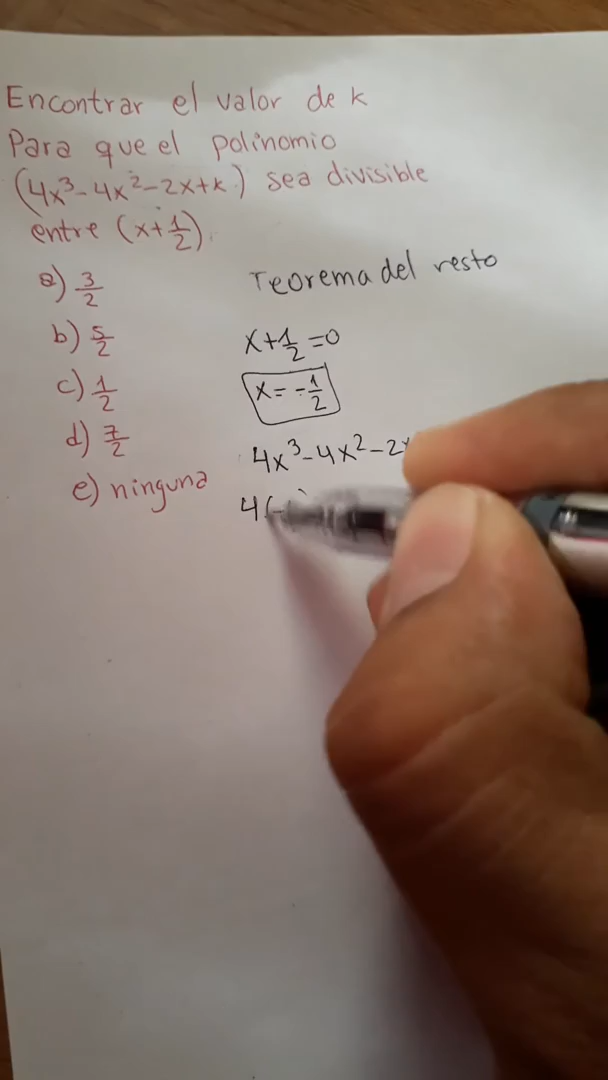 Encontrar el valor de k
Para que el polinomio
(4x³-4x²-2x+k) sea divisible
entre (x+1/2).
a) 3/2
b) 5/2
c) 1/2
d) 7/2
e) ninguna
Teorema del resto
x+1/2=0
x=-1/2
4x³-4x²-2x
4(-